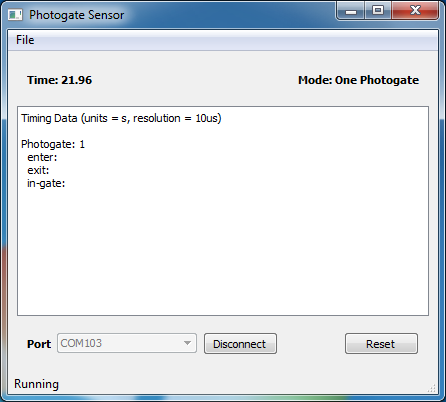 Photogate Sensor
File
Time: 21.96 Mode: One Photogate
Timing Data (units = s, resolution = 10us)
Photogate: 1
enter:
exit:
in-gate:
Port COM103 Disconnect Reset
Running